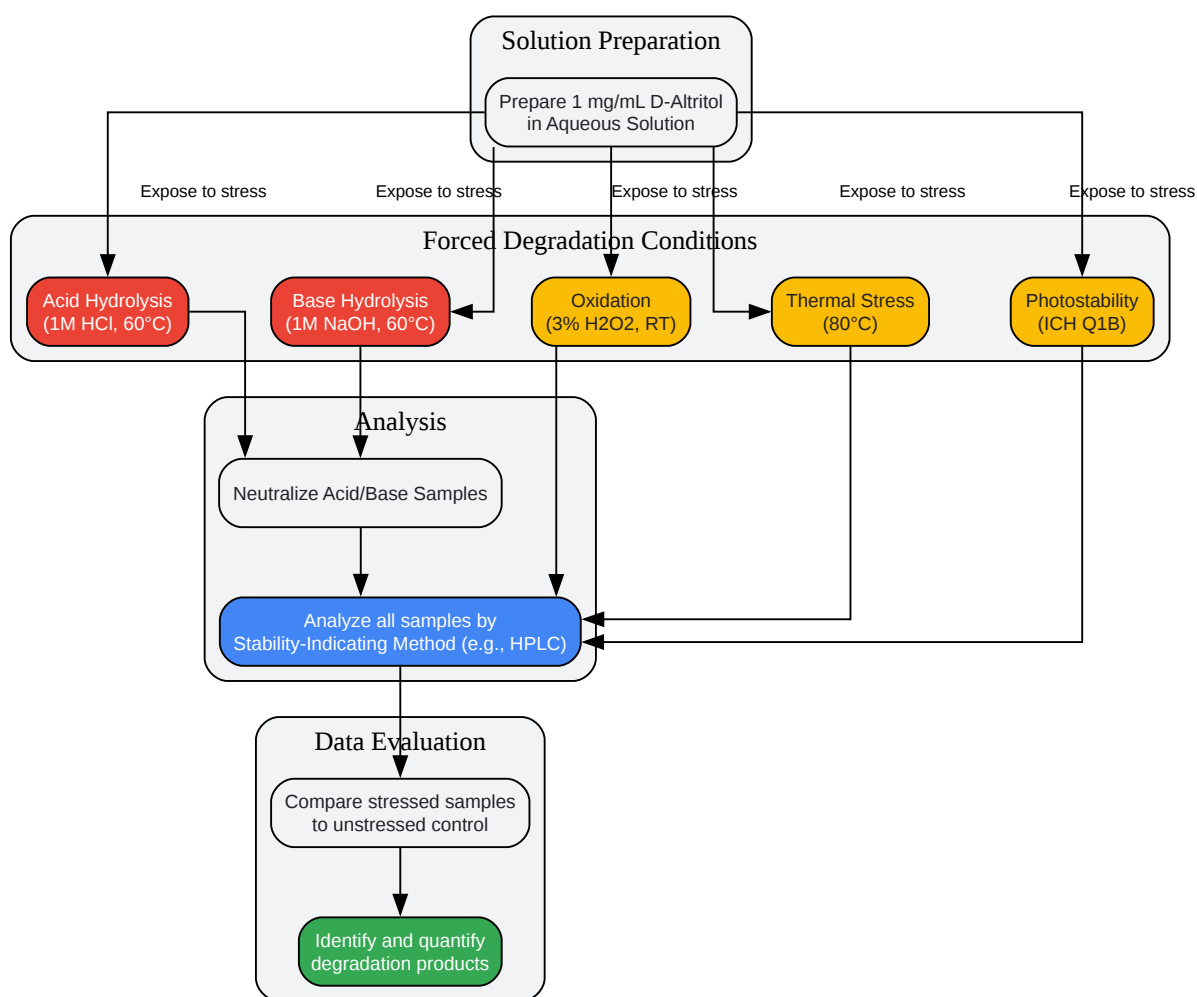 Solution Preparation
Prepare 1 mg/mL D-Altritol
in Aqueous Solution
Expose to stress
Expose to stress
Expose to stress
Expose to stress
Expose to stress
Forced Degradation Conditions
Acid Hydrolysis
(1M HCl, 60°C)
Base Hydrolysis
(1M NaOH, 60°C)
Oxidation
(3% H2O2, RT)
Thermal Stress
(80°C)
Photostability
(ICH Q1B)
Analysis
Neutralize Acid/Base Samples
Analyze all samples by
Stability-Indicating Method (e.g., HPLC)
Data Evaluation
Compare stressed samples
to unstressed control
Identify and quantify
degradation products